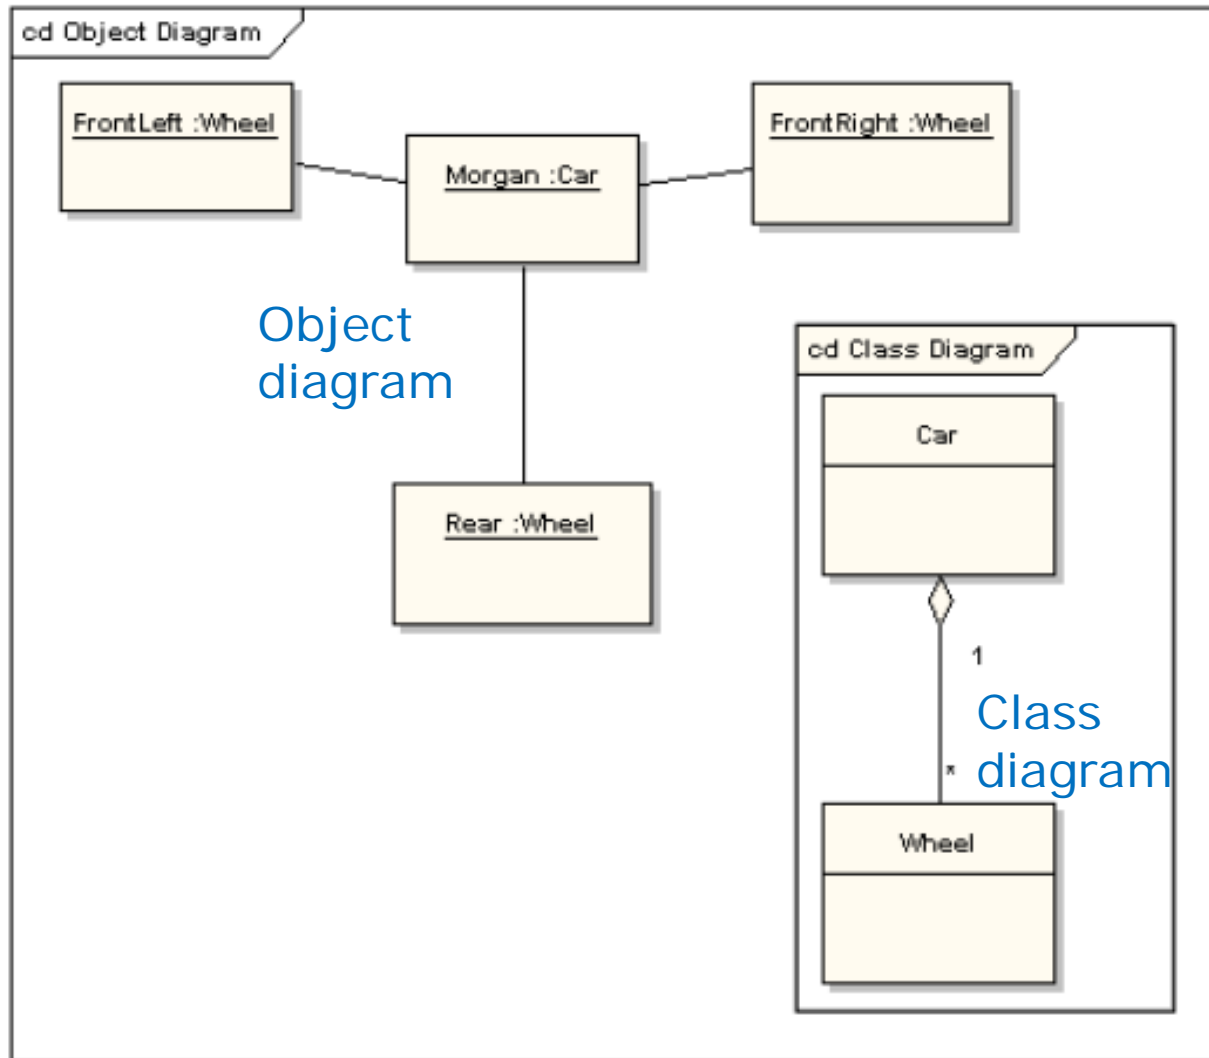 cd Object Diagram
FrontLeft :Wheel
Morgan :Car
FrontRight :Wheel
Object
diagram
Rear :Wheel
cd Class Diagram
Car
1
Class
diagram
*
Wheel